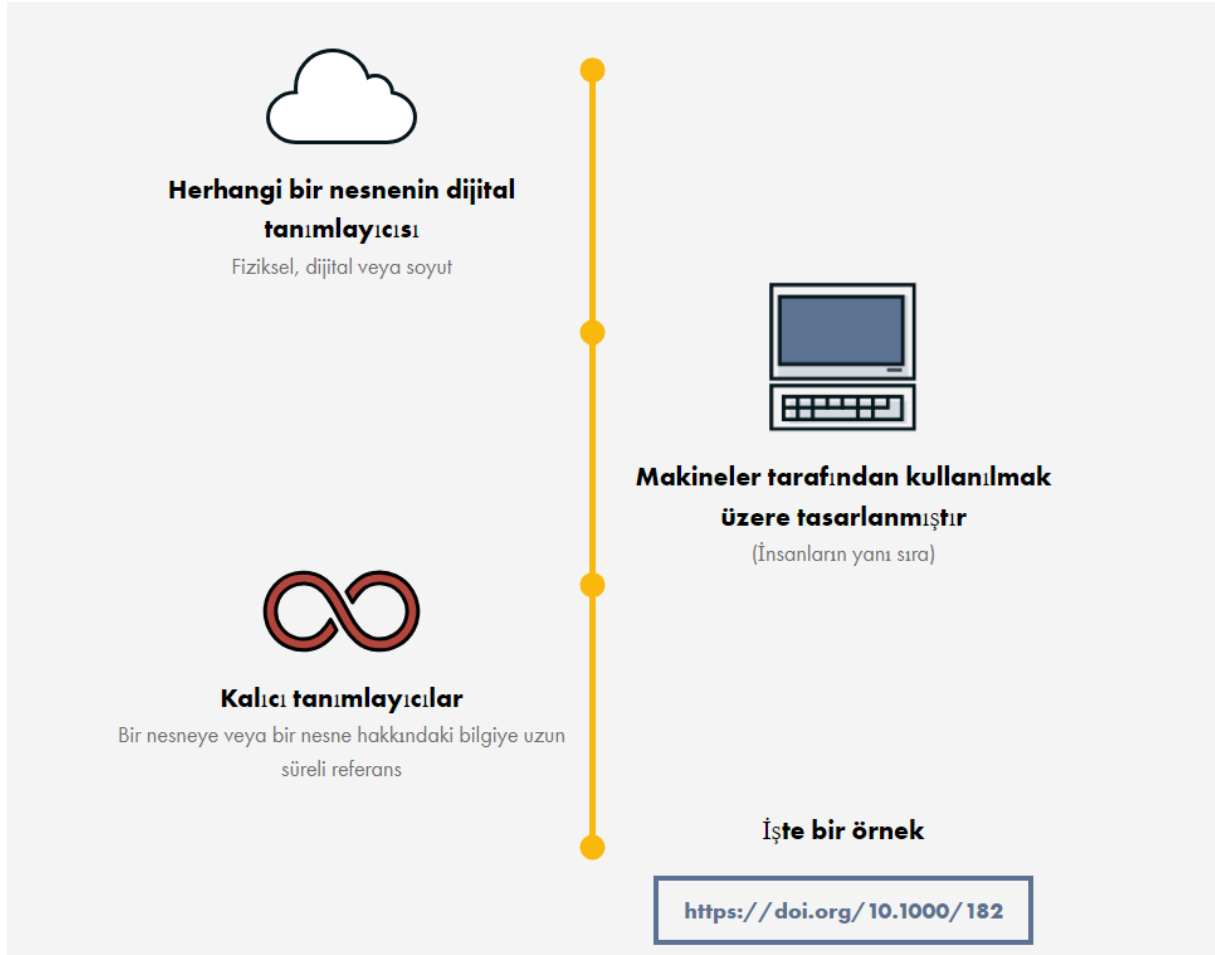 Herhangi bir nesnenin dijital
tanımlayıcısı
Fiziksel, dijital veya soyut
Makineler tarafından kullanılmak
üzere tasarlanmıştır
(İnsanların yanı sıra)
Kalıcı tanımlayıcılar
Bir nesneye veya bir nesne hakkındaki bilgiye uzun
süreli referans
İşte bir örnek
https://doi.org/10.1000/182